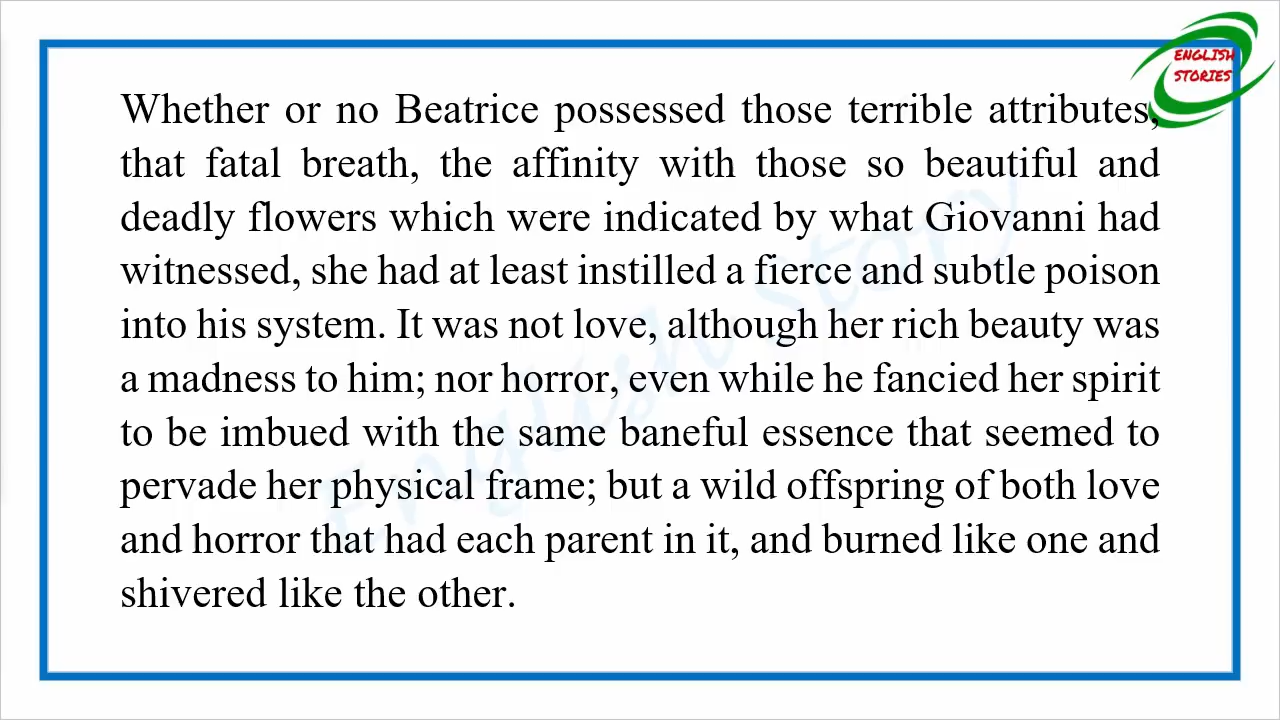 ENGLISH
STORIES
Whether or no Beatrice possessed those terrible attributes,
that fatal breath, the affinity with those so beautiful and
deadly flowers which were indicated by what Giovanni had
witnessed, she had at least instilled a fierce and subtle poison
into his system. It was not love, although her rich beauty was
a madness to him; nor horror, even while he fancied her spirit
to be imbued with the same baneful essence that seemed to
pervade her physical frame; but a wild offspring of both love
and horror that had each parent in it, and burned like one and
shivered like the other.
English Story